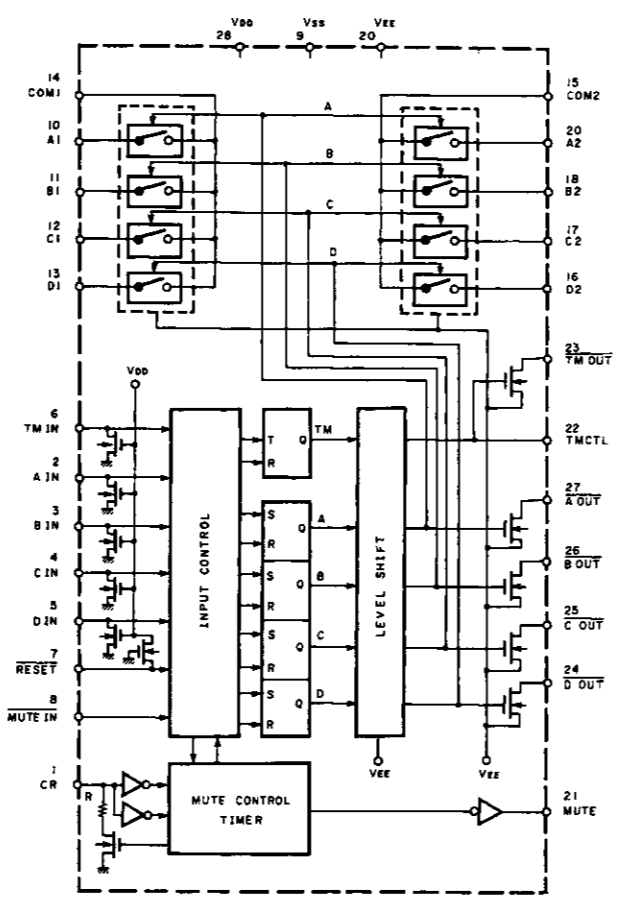 VDD
VSS
VEE
28
9
20
14
COM1
15
COM2
A
10
A1
20
A2
B
11
B1
18
B2
C
12
C1
17
C2
D
13
D1
16
D2
23
TM OUT
VDD
6
TM IN
T
Q
TM
R
22
TMCTL
2
A IN
27
A OUT
3
B IN
S
Q
A
R
26
B OUT
4
C IN
S
Q
B
R
INPUT CONTROL
LEVEL SHIFT
5
D IN
25
C OUT
S
Q
C
R
7
RESET
24
D OUT
S
Q
D
R
8
MUTE IN
VEE
VEE
1
CR
R
MUTE CONTROL
TIMER
21
MUTE